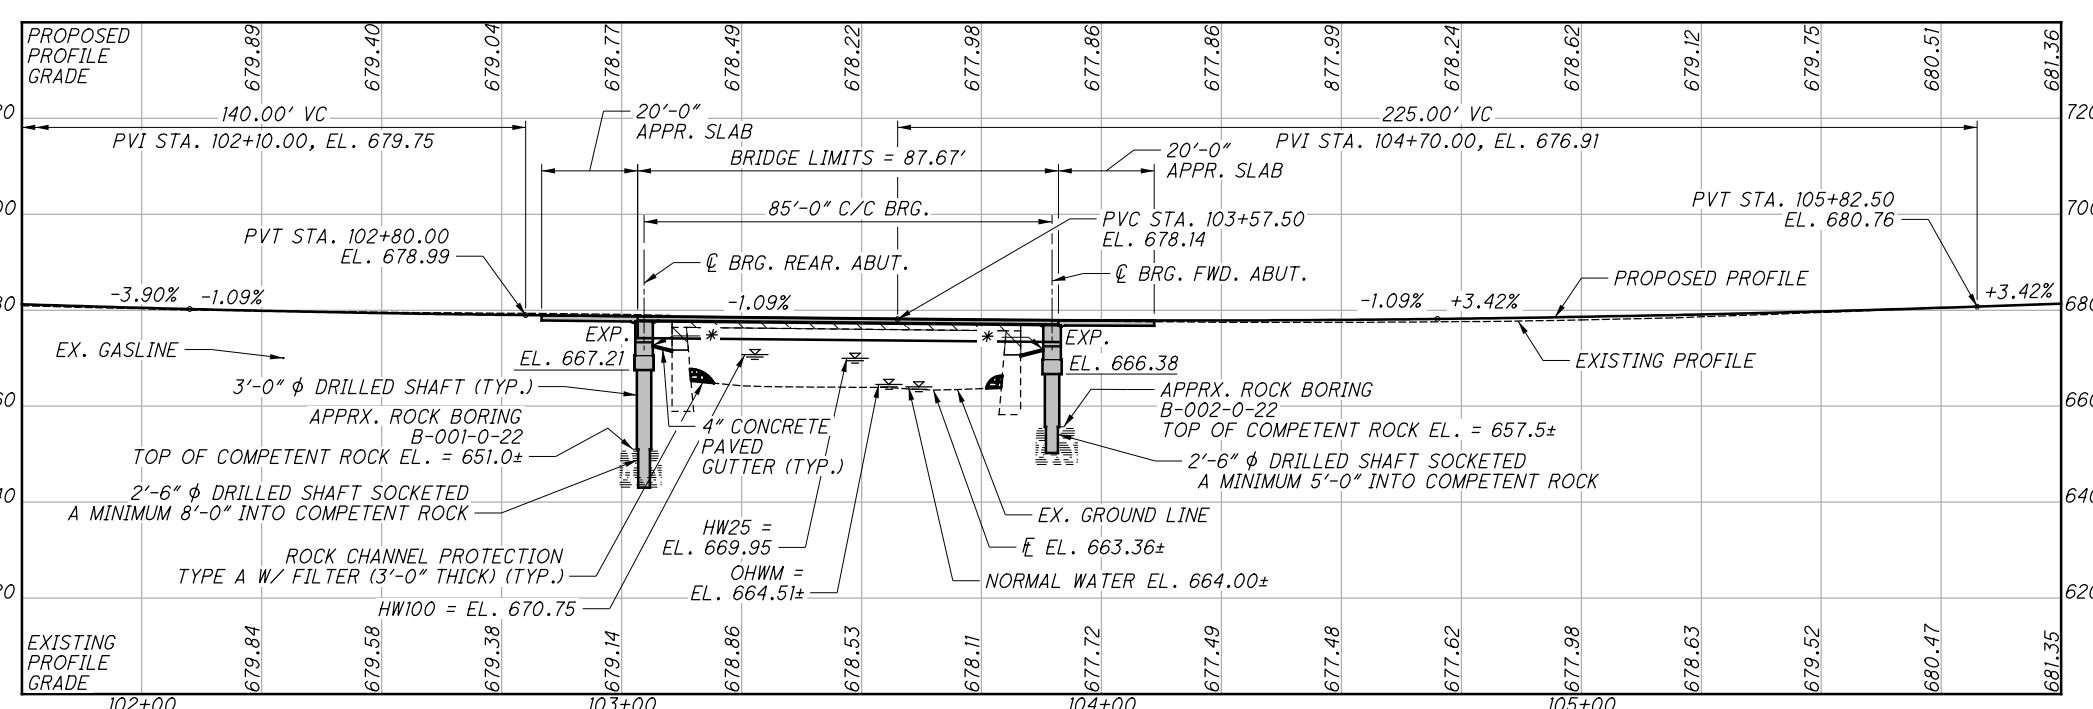 PROPOSED
PROFILE
GRADE
679.89
679.40
679.04
678.77
678.49
678.22
677.98
677.86
677.86
877.99
678.24
678.62
679.12
679.75
680.51
681.36
140.00' VC
PVI STA. 102+10.00, EL. 679.75
20'-0"
APPR. SLAB
BRIDGE LIMITS = 87.67'
225.00' VC
PVI STA. 104+70.00, EL. 676.91
20'-0"
APPR. SLAB
720
85'-0" C/C BRG.
PVC STA. 103+57.50
EL. 678.14
PVT STA. 105+82.50
EL. 680.76
700
PVT STA. 102+80.00
EL. 678.99
℄ BRG. REAR. ABUT.
℄ BRG. FWD. ABUT.
PROPOSED PROFILE
-3.90%
-1.09%
-1.09%
-1.09%
+3.42%
+3.42%
680
EX. GASLINE
EXP.
*
*
EXP.
EL. 667.21
EL. 666.38
EXISTING PROFILE
3'-0" ϕ DRILLED SHAFT (TYP.)
APPRX. ROCK BORING
B-001-0-22
TOP OF COMPETENT ROCK EL. = 651.0±
4" CONCRETE
PAVED
GUTTER (TYP.)
APPRX. ROCK BORING
B-002-0-22
TOP OF COMPETENT ROCK EL. = 657.5±
660
2'-6" ϕ DRILLED SHAFT SOCKETED
A MINIMUM 8'-0" INTO COMPETENT ROCK
2'-6" ϕ DRILLED SHAFT SOCKETED
A MINIMUM 5'-0" INTO COMPETENT ROCK
640
ROCK CHANNEL PROTECTION
TYPE A W/ FILTER (3'-0" THICK) (TYP.)
HW25 =
EL. 669.95
EX. GROUND LINE
EL. 663.36±
OHWM =
EL. 664.51±
NORMAL WATER EL. 664.00±
HW100 = EL. 670.75
620
EXISTING
PROFILE
GRADE
679.84
679.58
679.38
679.14
678.86
678.53
678.11
677.72
677.49
677.48
677.62
677.98
678.63
679.52
680.47
681.35
102+00
103+00
104+00
105+00